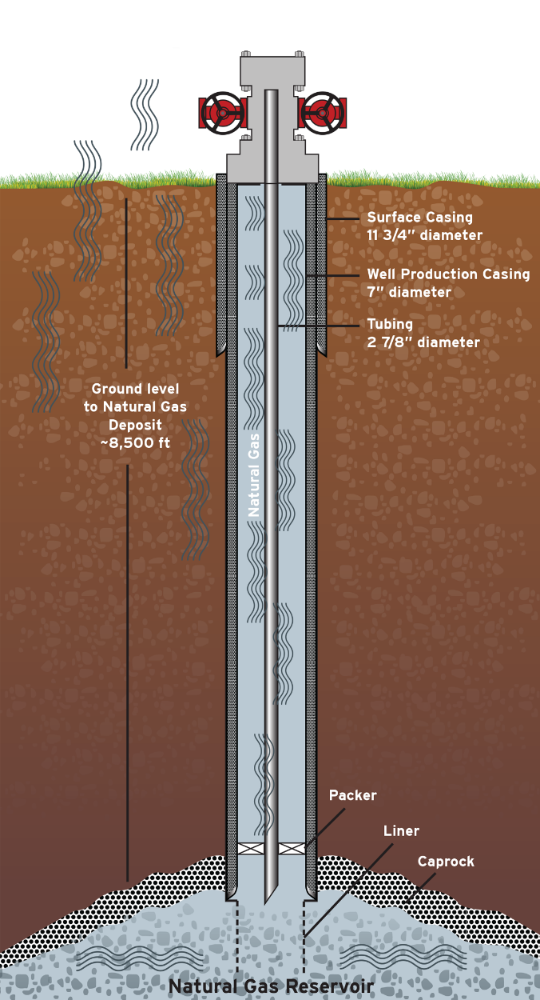 Surface Casing
11 3/4" diameter
Well Production Casing
7" diameter
Tubing
2 7/8" diameter
Ground level
to Natural Gas
Deposit
~8,500 ft
Natural Gas
Packer
Liner
Caprock
Natural Gas Reservoir